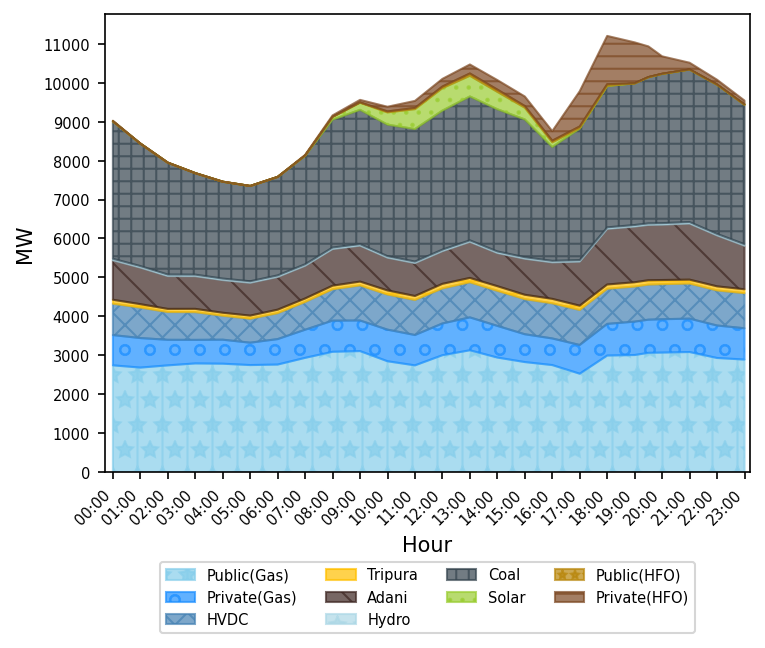 11000
10000
9000
8000
7000
6000
5000
4000
3000
2000
1000
0
MW
00:00 01:00 02:00 03:00 04:00 05:00 06:00 07:00 08:00 09:00 10:00 11:00 12:00 13:00 14:00 15:00 16:00 17:00 18:00 19:00 20:00 21:00 22:00 23:00
Hour
Public(Gas) Tripura Coal Public(HFO)
Private(Gas) Adani Solar Private(HFO)
HVDC Hydro